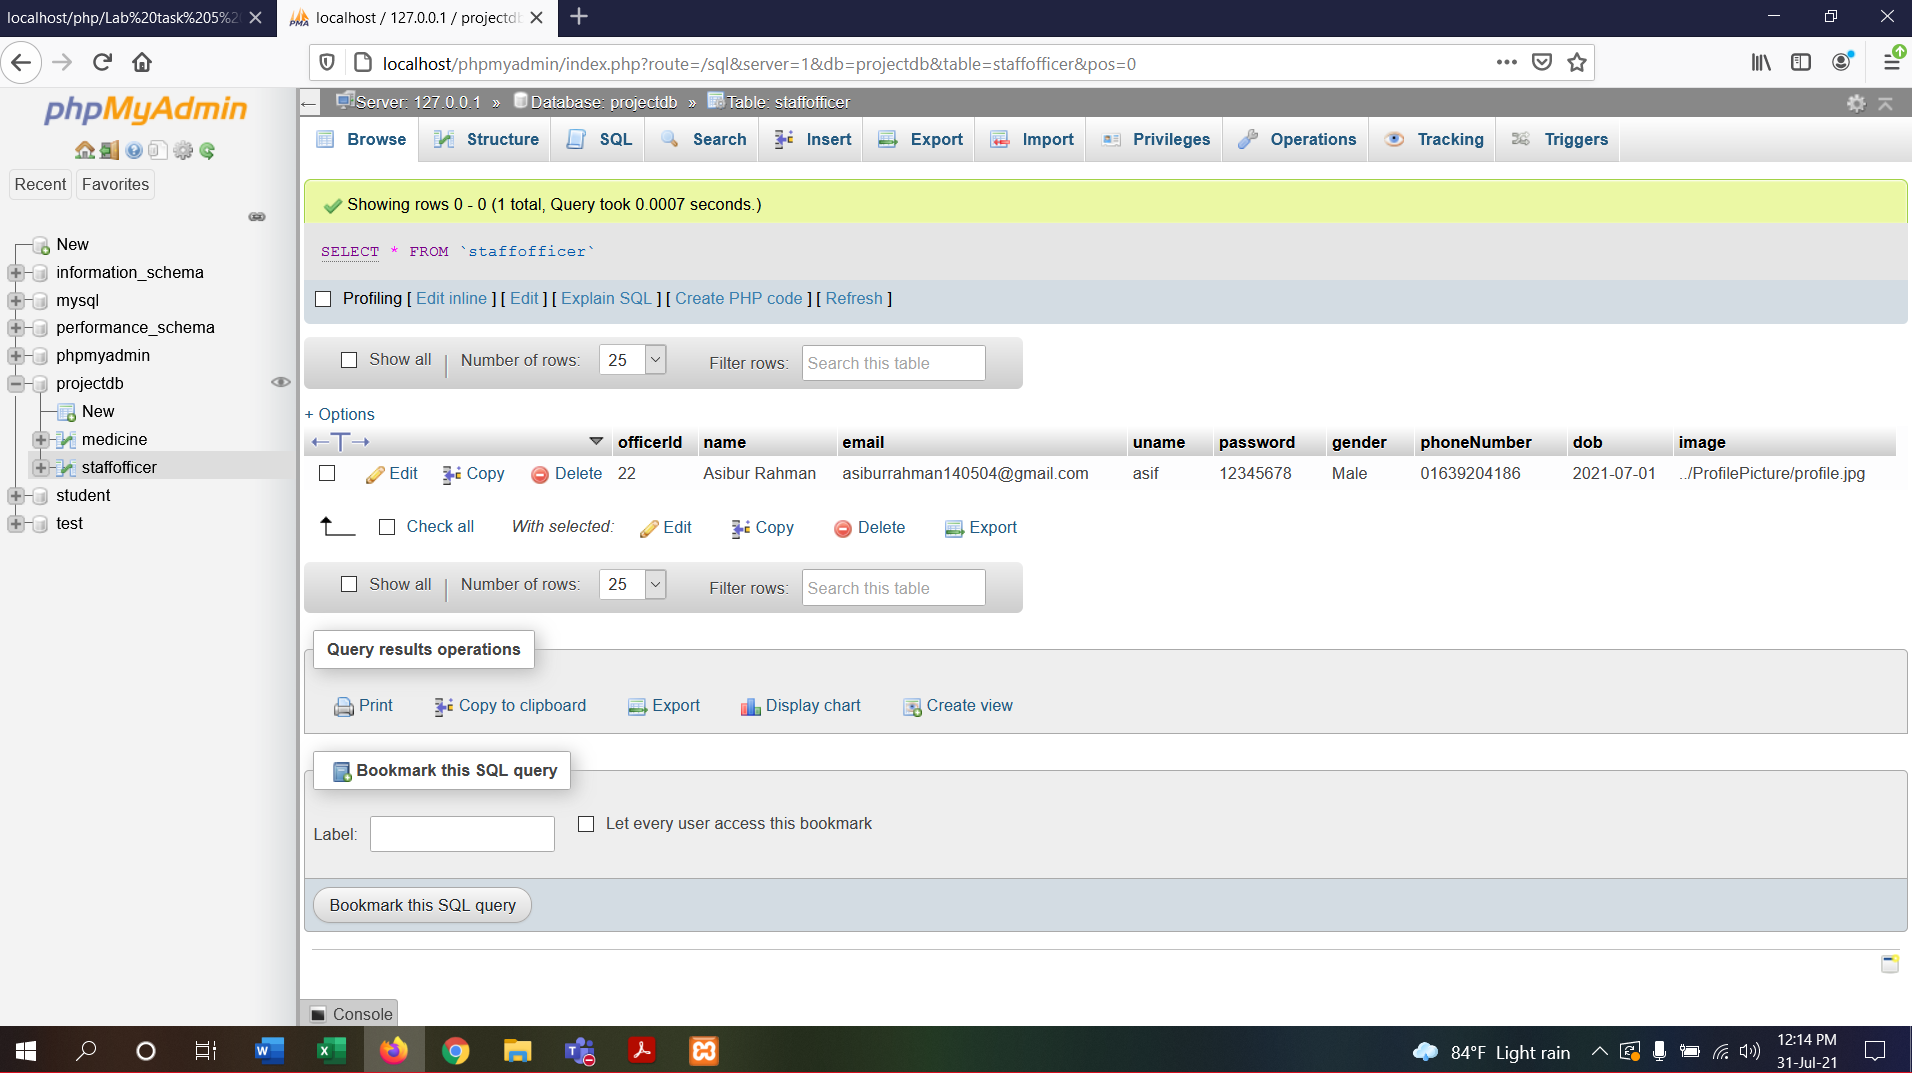 localhost/php/Lab%20task%205%2
localhost / 127.0.0.1 / projectdb
localhost/phpmyadmin/index.php?route=/sql&server=1&db=projectdb&table=staffofficer&pos=0
phpMyAdmin
Recent Favorites
New
information_schema
mysql
performance_schema
phpmyadmin
projectdb
New
medicine
staffofficer
student
test
Server: 127.0.0.1 » Database: projectdb » Table: staffofficer
Browse Structure SQL Search Insert Export Import Privileges Operations Tracking Triggers
Showing rows 0 - 0 (1 total, Query took 0.0007 seconds.)
SELECT * FROM `staffofficer`
Profiling [ Edit inline ] [ Edit ] [ Explain SQL ] [ Create PHP code ] [ Refresh ]
Show all | Number of rows: 25 Filter rows: Search this table
+ Options
officerId name email uname password gender phoneNumber dob image
Edit Copy Delete 22 Asibur Rahman asiburrahman140504@gmail.com asif 12345678 Male 01639204186 2021-07-01 ../ProfilePicture/profile.jpg
Check all With selected: Edit Copy Delete Export
Show all | Number of rows: 25 Filter rows: Search this table
Query results operations
Print Copy to clipboard Export Display chart Create view
Bookmark this SQL query
Label: Let every user access this bookmark
Bookmark this SQL query
Console
84°F Light rain
12:14 PM
31-Jul-21